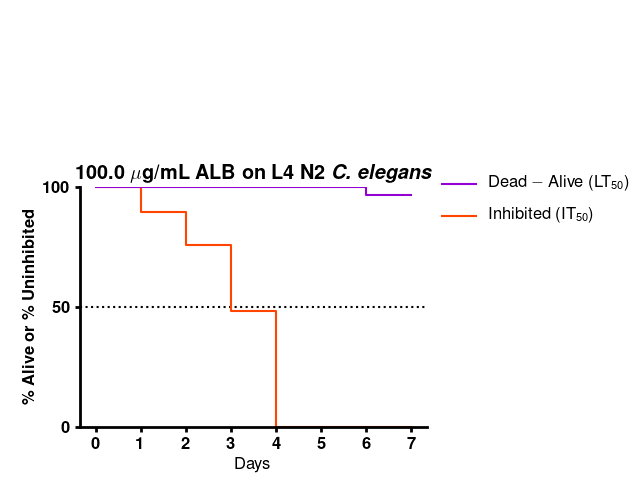 100.0 μg/mL ALB on L4 N2 C. elegans
Dead − Alive (LT₅₀)
Inhibited (IT₅₀)
% Alive or % Uninhibited
100
50
0
0 1 2 3 4 5 6 7
Days